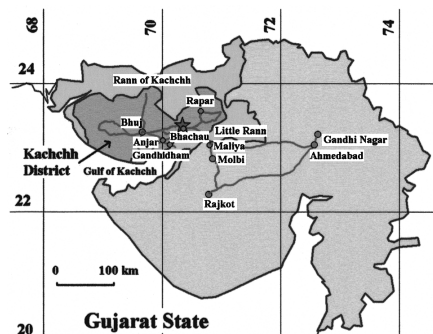 68
70
72
74
24
Rann of Kachchh
Rapar
Bhuj
Bhachau
Little Rann
Anjar
Maliya
Gandhi Nagar
Kachchh
District
Gandhidham
Molbi
Ahmedabad
Gulf of Kachchh
22
Rajkot
0 100 km
20
Gujarat State